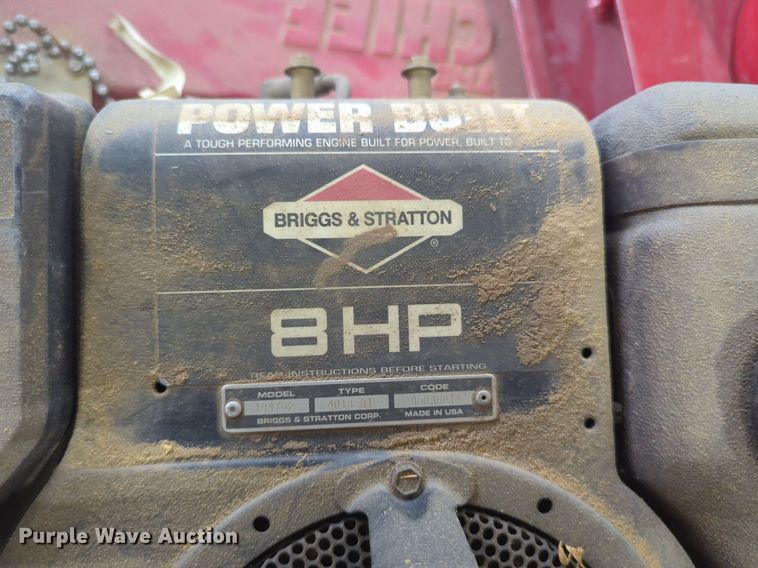 CHIEF
POWER BUILT
A TOUGH PERFORMING ENGINE BUILT FOR POWER, BUILT TO
BRIGGS & STRATTON
®
8HP
READ INSTRUCTIONS BEFORE STARTING
MODEL TYPE CODE
BRIGGS & STRATTON CORP. MADE IN USA
Purple Wave Auction